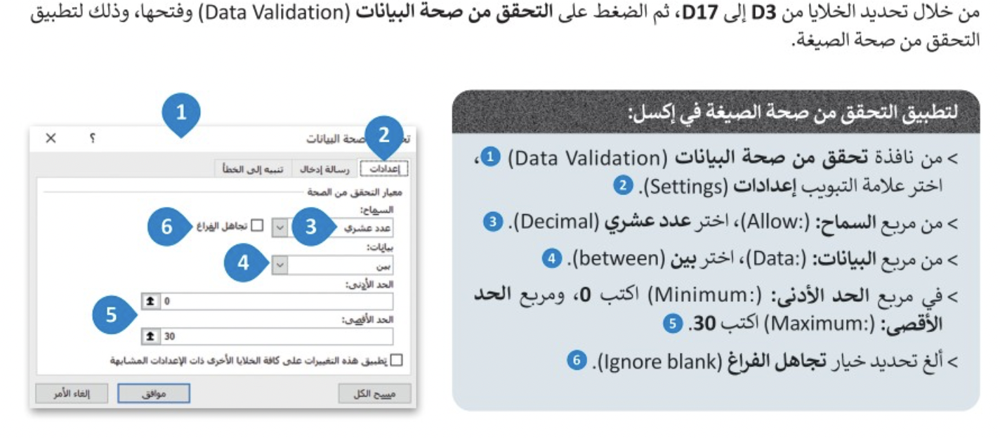 من خلال تحديد الخلايا من D3 إلى D17، ثم الضغط على التحقق من صحة البيانات (Data Validation) وفتحها، وذلك لتطبيق
التحقق من صحة الصيغة.
لتطبيق التحقق من صحة الصيغة في إكسل:
> من نافذة تحقق من صحة البيانات (Data Validation) 1،
اختر علامة التبويب إعدادات (Settings). 2
> من مربع السماح: (Allow:)، اختر عدد عشري (Decimal). 3
> من مربع البيانات: (Data:)، اختر بين (between). 4
> في مربع الحد الأدنى: (Minimum:) اكتب 0، ومربع الحد
الأقصى: (Maximum:) اكتب 30. 5
> ألغ تحديد خيار تجاهل الفراغ (Ignore blank). 6
1
2
صحة البيانات
؟
إعدادات
رسالة إدخال
تنبيه إلى الخطأ
معيار التحقق من الصحة
السماح:
عدد عشري
3
تجاهل الفراغ
6
بيانات:
بين
4
الحد الأدنى:
0
5
الحد الأقصى:
30
تطبيق هذه التغييرات على كافة الخلايا الأخرى ذات الإعدادات المشابهة
مسح الكل
موافق
إلغاء الأمر